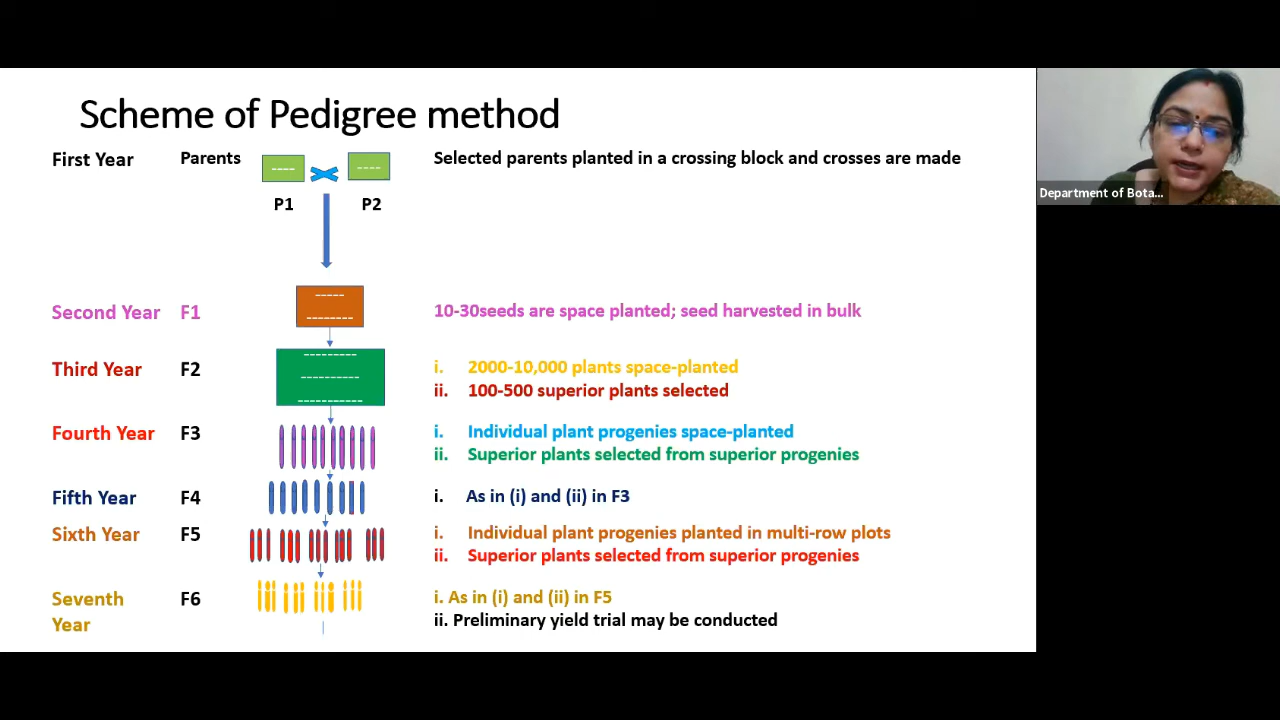 Scheme of Pedigree method
First Year Parents Selected parents planted in a crossing block and crosses are made
P1 P2
Department of Bota...
Second Year F1 10-30seeds are space planted; seed harvested in bulk
Third Year F2 i. 2000-10,000 plants space-planted
ii. 100-500 superior plants selected
Fourth Year F3 i. Individual plant progenies space-planted
ii. Superior plants selected from superior progenies
Fifth Year F4 i. As in (i) and (ii) in F3
Sixth Year F5 i. Individual plant progenies planted in multi-row plots
ii. Superior plants selected from superior progenies
Seventh F6 i. As in (i) and (ii) in F5
Year ii. Preliminary yield trial may be conducted